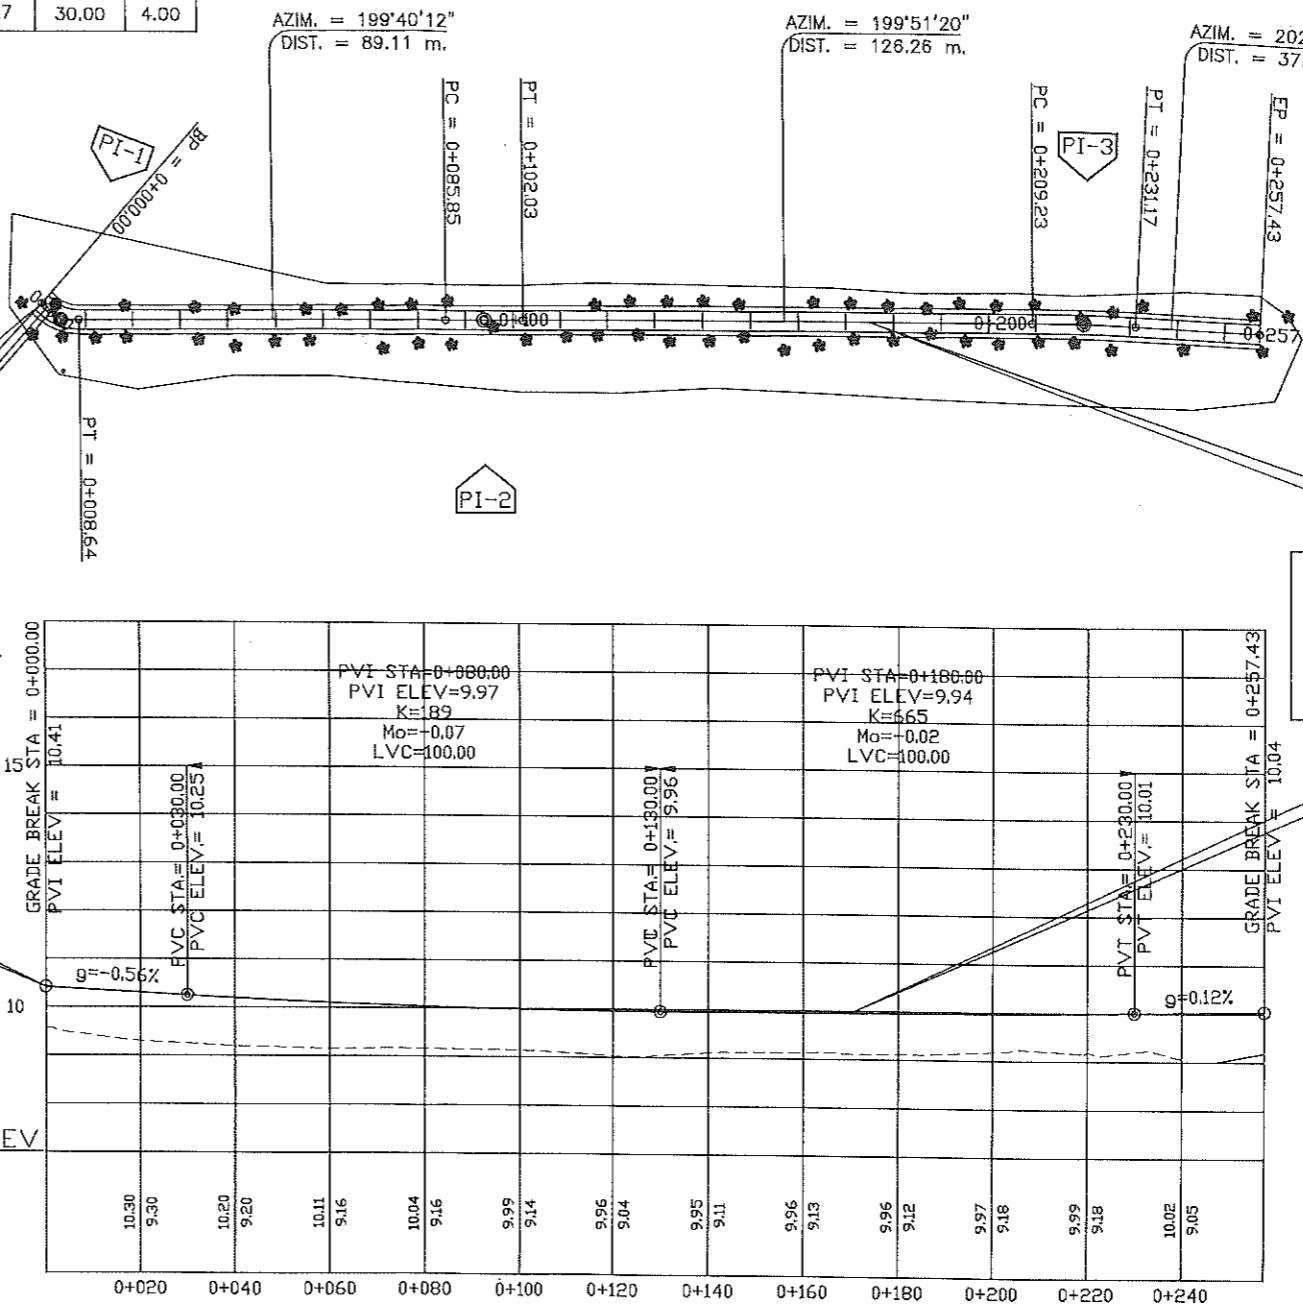 7 30.00 4.00
AZIM. = 199°40'12"
DIST. = 89.11 m.
AZIM. = 199°51'20"
DIST. = 126.26 m.
AZIM. = 202
DIST. = 37.
PI-1
BP = 0+000.00
PC = 0+085.85
PT = 0+102.03
PC = 0+209.23
PI-3
PT = 0+231.17
EP = 0+257.43
0+100
0+200
0+257
PT = 0+008.64
PI-2
GRADE BREAK STA = 0+000.00
PVI ELEV = 10.41
PVI STA=0+080.00
PVI ELEV=9.97
K=189
Mo=-0.07
LVC=100.00
PVI STA=0+180.00
PVI ELEV=9.94
K=665
Mo=-0.02
LVC=100.00
PVC STA.= 0+030.00
PVC ELEV.= 10.25
STA.= 0+130.00
ELEV.= 9.96
PVT STA.= 0+230.00
PVT ELEV.= 10.01
GRADE BREAK STA = 0+257.43
PVI ELEV = 10.04
15
g=-0.56%
10
g=0.12%
EV
10.30 10.20 10.11 10.04 9.99 9.96 9.95 9.96 9.96 9.97 9.99 10.02
9.30 9.20 9.16 9.16 9.14 9.04 9.11 9.13 9.12 9.18 9.18 9.05
0+020 0+040 0+060 0+080 0+100 0+120 0+140 0+160 0+180 0+200 0+220 0+240